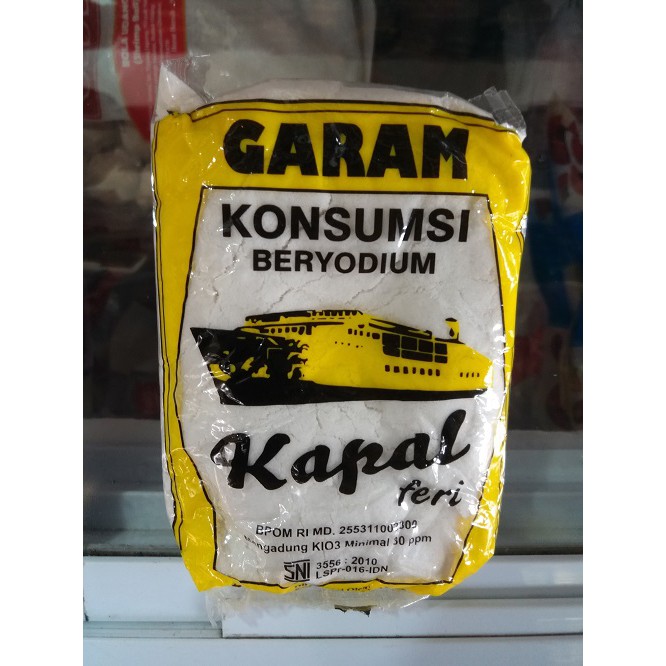 GARAM
KONSUMSI
BERYODIUM
Kapal
feri
BPOM RI MD. 255311002309
Mengadung KIO3 Minimal 30 ppm
SNI 3556 : 2010
LSPr-016-IDN